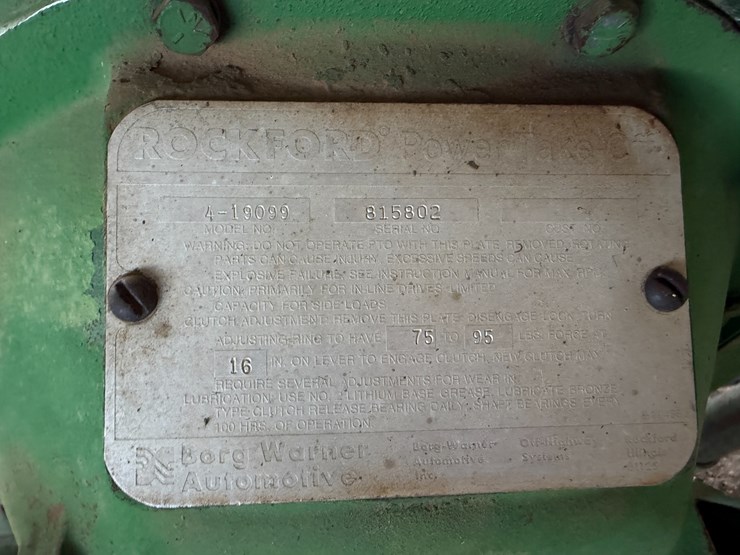 ROCKFORD® Power Take-Off
4-19099 815802
MODEL NO. SERIAL NO. CUST. NO.
WARNING: DO NOT OPERATE PTO WITH THIS PLATE REMOVED. ROTATING
PARTS CAN CAUSE INJURY. EXCESSIVE SPEEDS CAN CAUSE
EXPLOSIVE FAILURE: SEE INSTRUCTION MANUAL FOR MAX. RPM
CAUTION: PRIMARILY FOR IN-LINE DRIVES. LIMITED
CAPACITY FOR SIDE LOADS
CLUTCH ADJUSTMENT: REMOVE THIS PLATE. DISENGAGE LOCK, TURN
ADJUSTING RING TO HAVE 75 TO 95 LBS. FORCE AT
16 IN. ON LEVER TO ENGAGE CLUTCH. NEW CLUTCH MAY
REQUIRE SEVERAL ADJUSTMENTS FOR WEAR IN.
LUBRICATION: USE NO. 2 LITHIUM BASE GREASE. LUBRICATE BRONZE
TYPE CLUTCH RELEASE BEARING DAILY. SHAFT BEARINGS EVERY
100 HRS. OF OPERATION.
Borg Warner Borg-Warner Off-Highway Rockford
Automotive Automotive Systems Illinois
Inc.